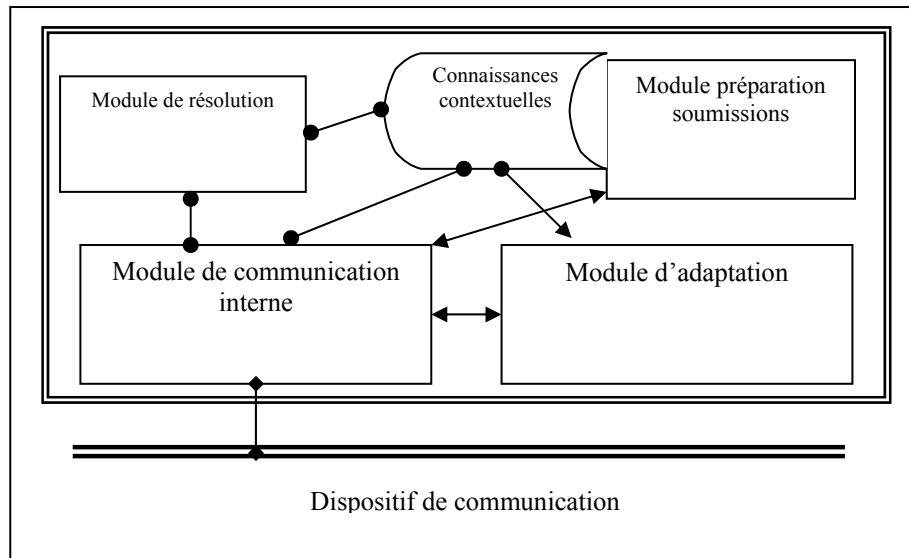 Module de résolution
Connaissances
contextuelles
Module préparation
soumissions
Module de communication
interne
Module d'adaptation
Dispositif de communication